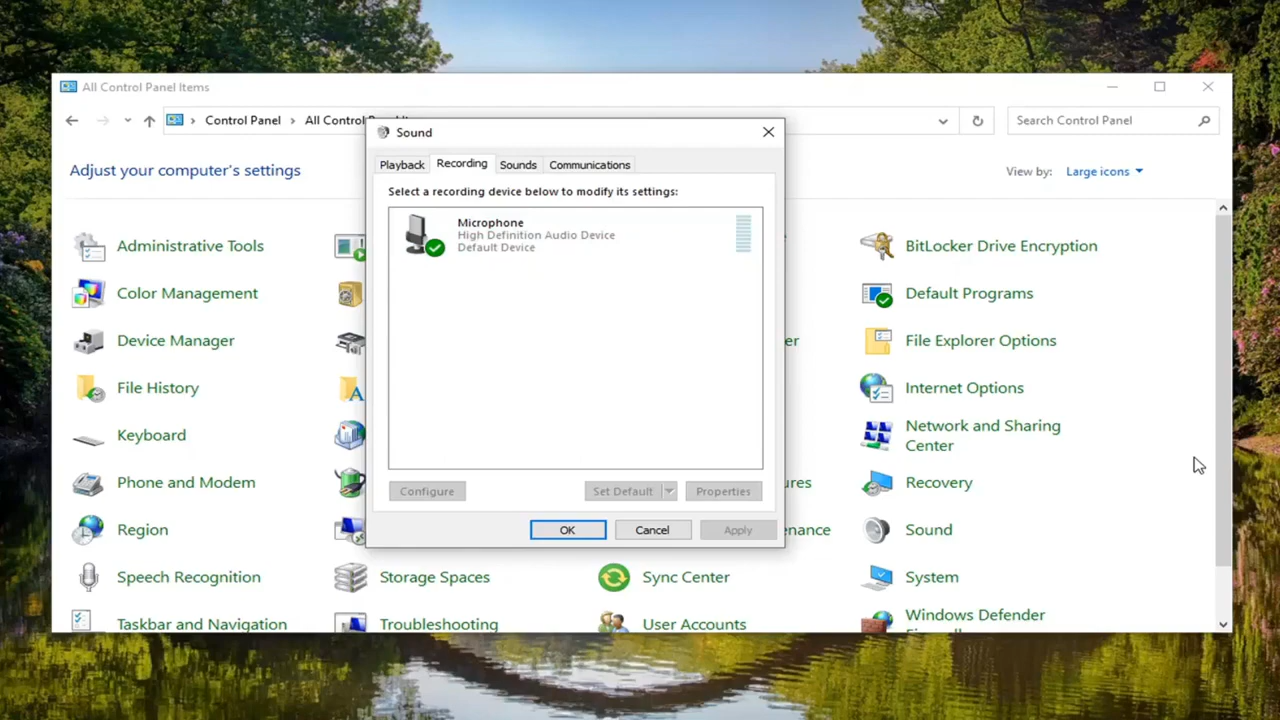 All Control Panel Items
Control Panel
All Control
Search Control Panel
Adjust your computer's settings
View by:
Large icons
Sound
Playback
Recording
Sounds
Communications
Select a recording device below to modify its settings:
Microphone
High Definition Audio Device
Default Device
Configure
Set Default
Properties
OK
Cancel
Apply
Administrative Tools
BitLocker Drive Encryption
Color Management
Default Programs
Device Manager
File Explorer Options
File History
Internet Options
Keyboard
Network and Sharing
Center
Phone and Modem
Recovery
Region
Sound
Speech Recognition
Storage Spaces
Sync Center
System
Taskbar and Navigation
Troubleshooting
User Accounts
Windows Defender